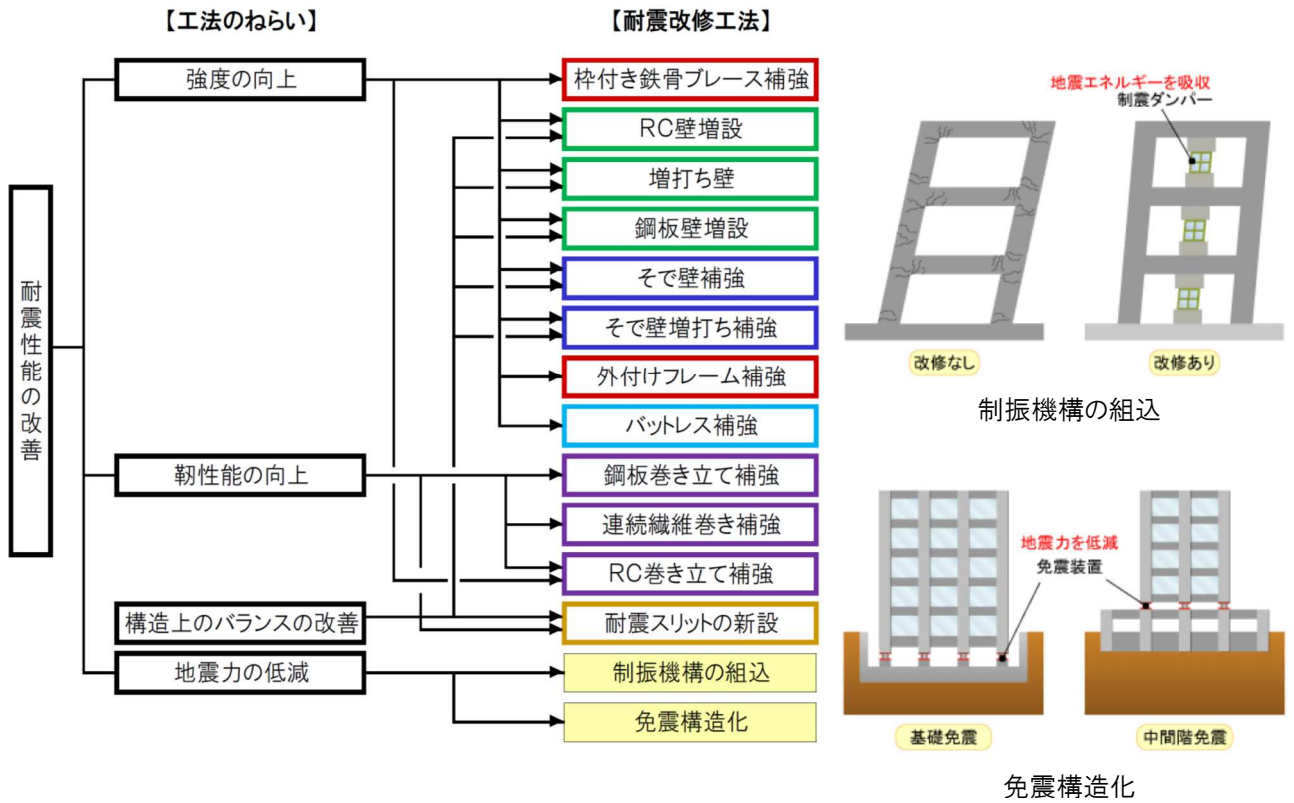 【工法のねらい】
【耐震改修工法】
耐震性能の改善
強度の向上
靭性能の向上
構造上のバランスの改善
地震力の低減
枠付き鉄骨ブレース補強
RC壁増設
増打ち壁
鋼板壁増設
そで壁補強
そで壁増打ち補強
外付けフレーム補強
バットレス補強
鋼板巻き立て補強
連続繊維巻き補強
RC巻き立て補強
耐震スリットの新設
制振機構の組込
免震構造化
地震エネルギーを吸収
制震ダンパー
改修なし
改修あり
制振機構の組込
地震力を低減
免震装置
基礎免震
中間階免震
免震構造化